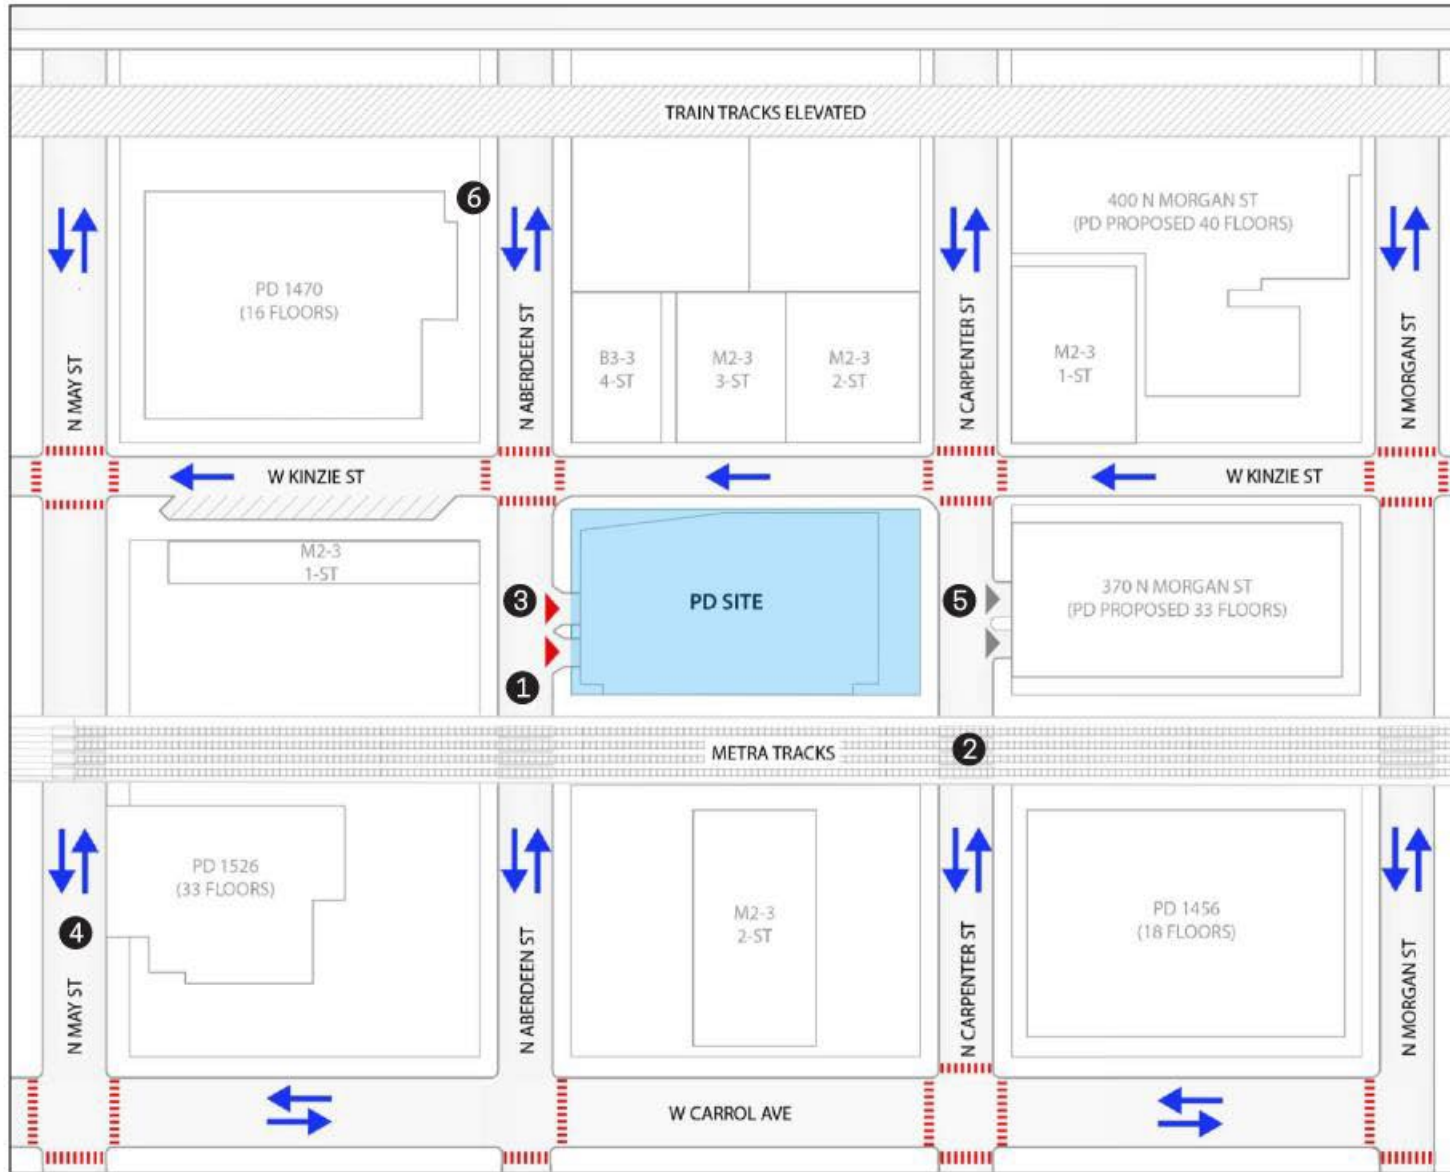 TRAIN TRACKS ELEVATED
6
400 N MORGAN ST
(PD PROPOSED 40 FLOORS)
PD 1470
(16 FLOORS)
N MAY ST
N ABERDEEN ST
B3-3
4-ST
M2-3
3-ST
M2-3
2-ST
N CARPENTER ST
M2-3
1-ST
N MORGAN ST
W KINZIE ST
W KINZIE ST
M2-3
1-ST
3
PD SITE
5
370 N MORGAN ST
(PD PROPOSED 33 FLOORS)
1
METRA TRACKS
2
PD 1526
(33 FLOORS)
4
N MAY ST
N ABERDEEN ST
M2-3
2-ST
N CARPENTER ST
PD 1456
(18 FLOORS)
N MORGAN ST
W CARROL AVE